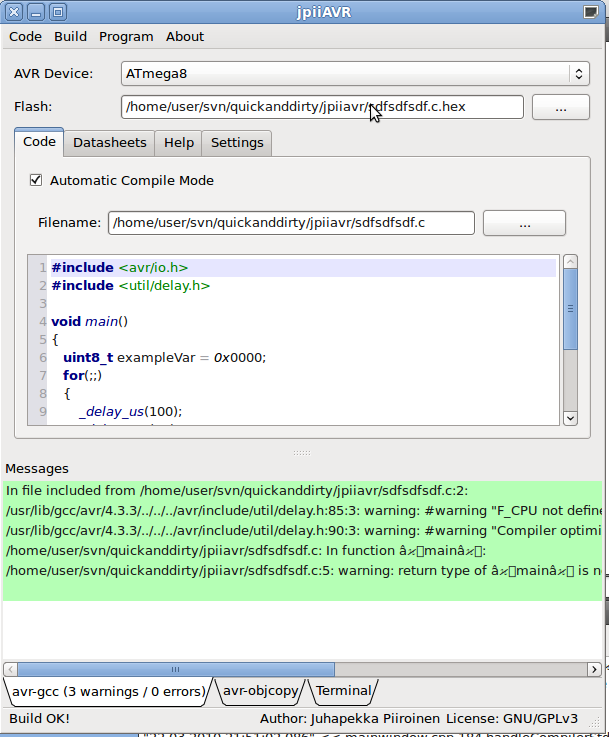 jpiiAVR
Code Build Program About
AVR Device: ATmega8
Flash: /home/user/svn/quickanddirty/jpiiavr/sdfsdfsdf.c.hex ...
Code Datasheets Help Settings
Automatic Compile Mode
Filename: /home/user/svn/quickanddirty/jpiiavr/sdfsdfsdf.c ...
1 #include <avr/io.h>
2 #include <util/delay.h>
3
4 void main()
5 {
6 uint8_t exampleVar = 0x0000;
7 for(;;)
8 {
9 _delay_us(100);
Messages
In file included from /home/user/svn/quickanddirty/jpiiavr/sdfsdfsdf.c:2:
/usr/lib/gcc/avr/4.3.3/../../../avr/include/util/delay.h:85:3: warning: #warning "F_CPU not define
/usr/lib/gcc/avr/4.3.3/../../../avr/include/util/delay.h:90:3: warning: #warning "Compiler optimi
/home/user/svn/quickanddirty/jpiiavr/sdfsdfsdf.c: In function mainâ:
/home/user/svn/quickanddirty/jpiiavr/sdfsdfsdf.c:5: warning: return type of mainâ is n
avr-gcc (3 warnings / 0 errors) avr-objcopy Terminal
Build OK!
Author: Juhapekka Piiroinen License: GNU/GPLv3